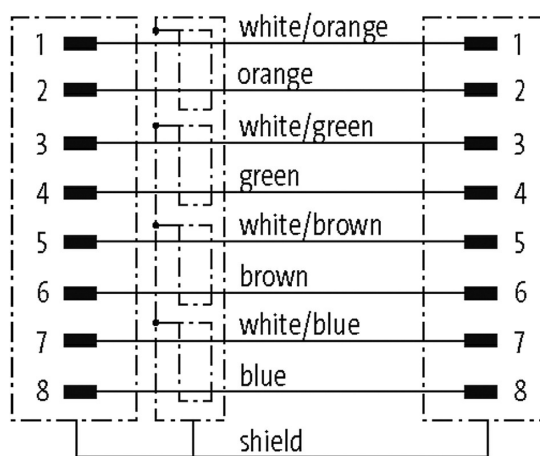 1 white/orange 1
2 orange 2
3 white/green 3
4 green 4
5 white/brown 5
6 brown 6
7 white/blue 7
8 blue 8
shield